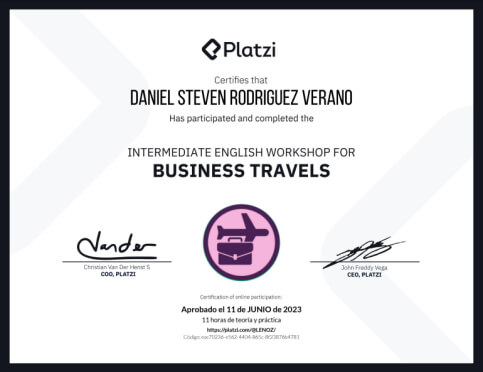 Platzi
Certifies that
DANIEL STEVEN RODRIGUEZ VERANO
Has participated and completed the
INTERMEDIATE ENGLISH WORKSHOP FOR
BUSINESS TRAVELS
Vander
Christian Van Der Henst S
COO, PLATZI
John Freddy Vega
CEO, PLATZI
Certification of online participation:
Aprobado el 11 de JUNIO de 2023
11 horas de teoría y práctica
https://platzi.com/@LENOZ/
Código: